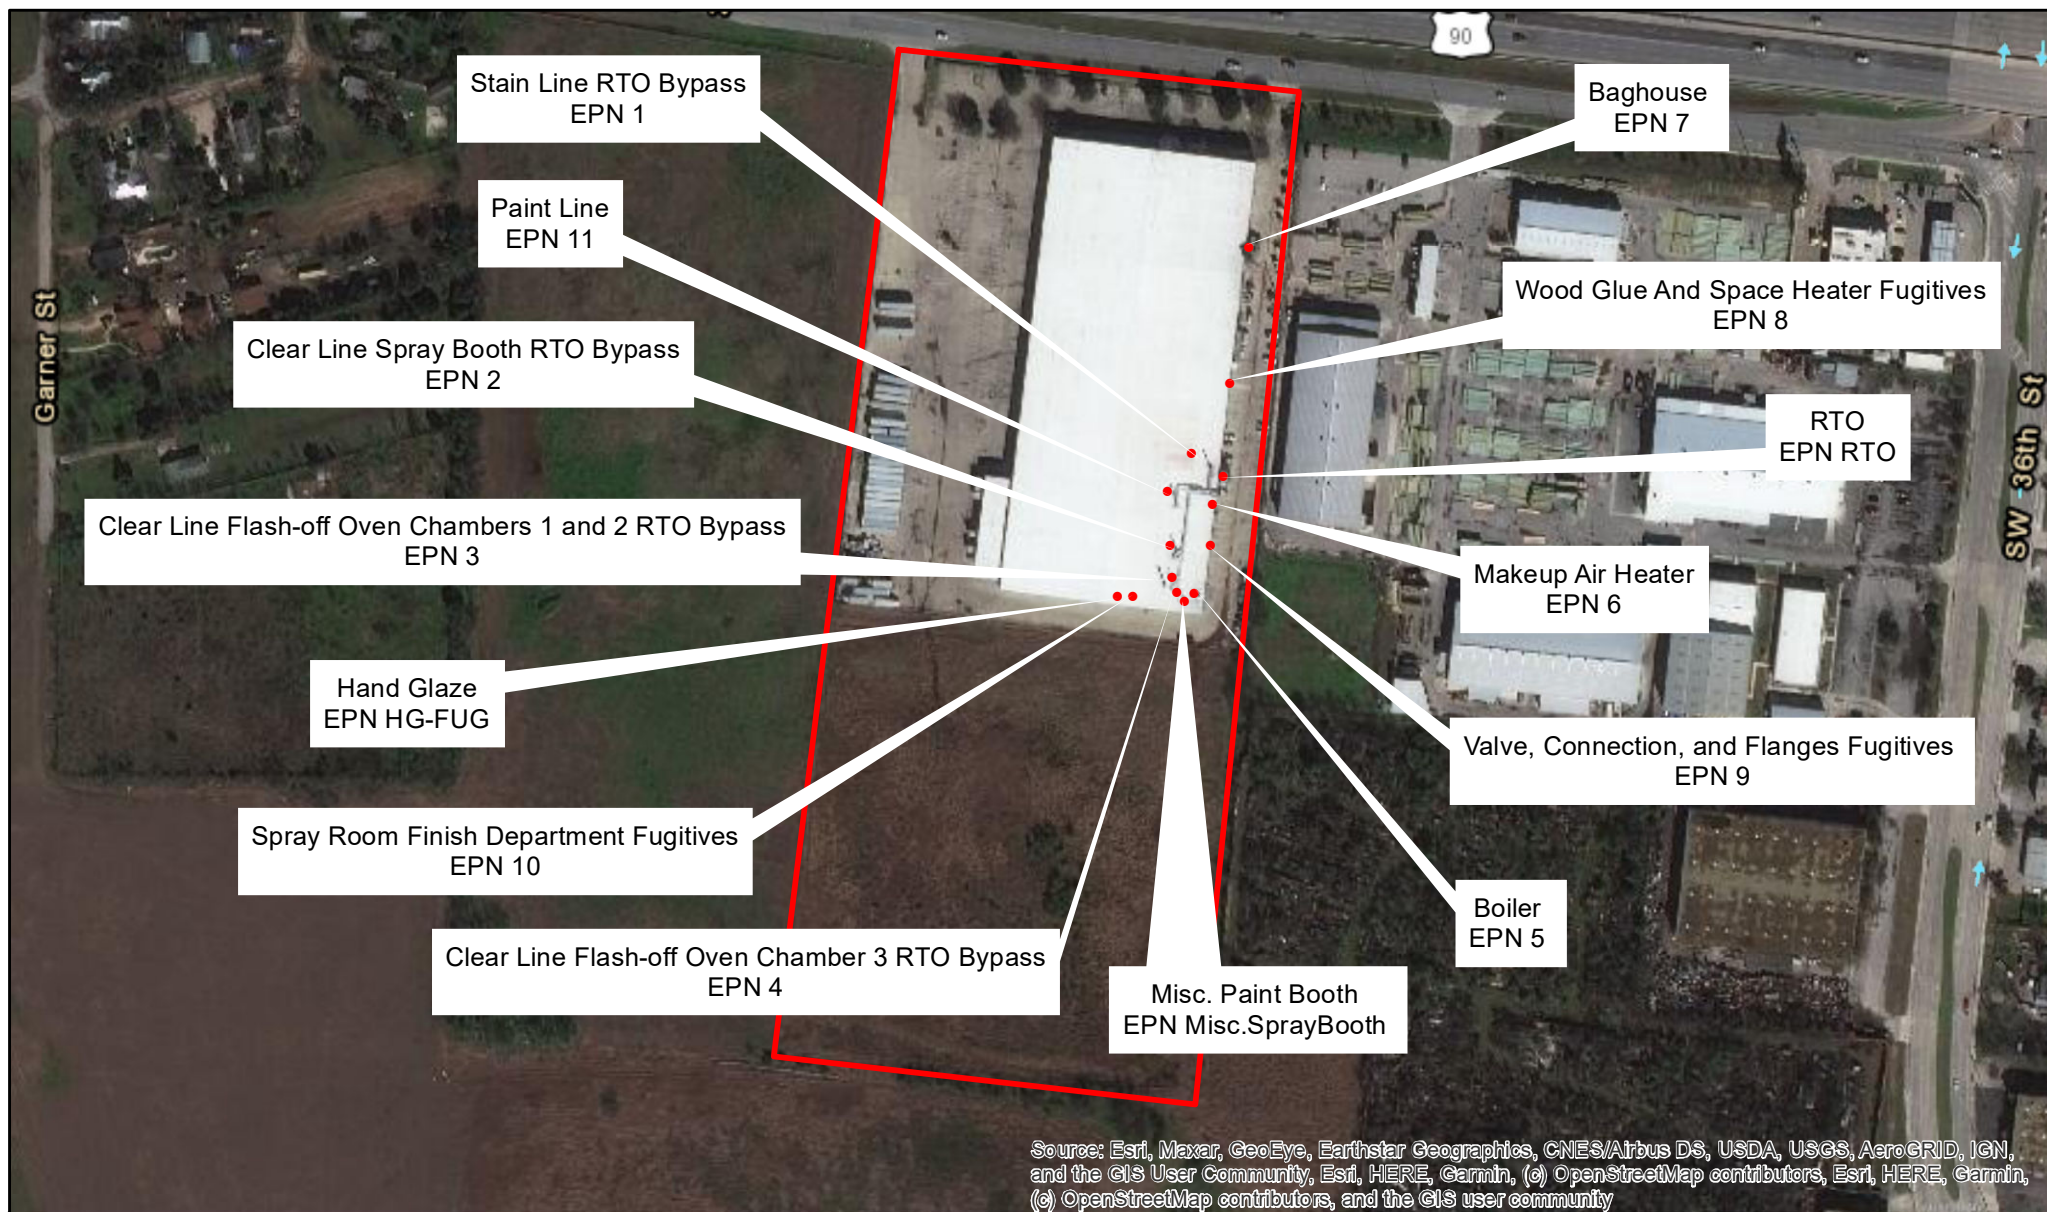 90
Stain Line RTO Bypass
EPN 1
Baghouse
EPN 7
Paint Line
EPN 11
Wood Glue And Space Heater Fugitives
EPN 8
Garner St
Clear Line Spray Booth RTO Bypass
EPN 2
SW 36th St
RTO
EPN RTO
Clear Line Flash-off Oven Chambers 1 and 2 RTO Bypass
EPN 3
Makeup Air Heater
EPN 6
Hand Glaze
EPN HG-FUG
Valve, Connection, and Flanges Fugitives
EPN 9
Spray Room Finish Department Fugitives
EPN 10
Boiler
EPN 5
Clear Line Flash-off Oven Chamber 3 RTO Bypass
EPN 4
Misc. Paint Booth
EPN Misc.SprayBooth
Source: Esri, Maxar, GeoEye, Earthstar Geographics, CNES/Airbus DS, USDA, USGS, AeroGRID, IGN,
and the GIS User Community, Esri, HERE, Garmin, (c) OpenStreetMap contributors, Esri, HERE, Garmin,
(c) OpenStreetMap contributors, and the GIS user community